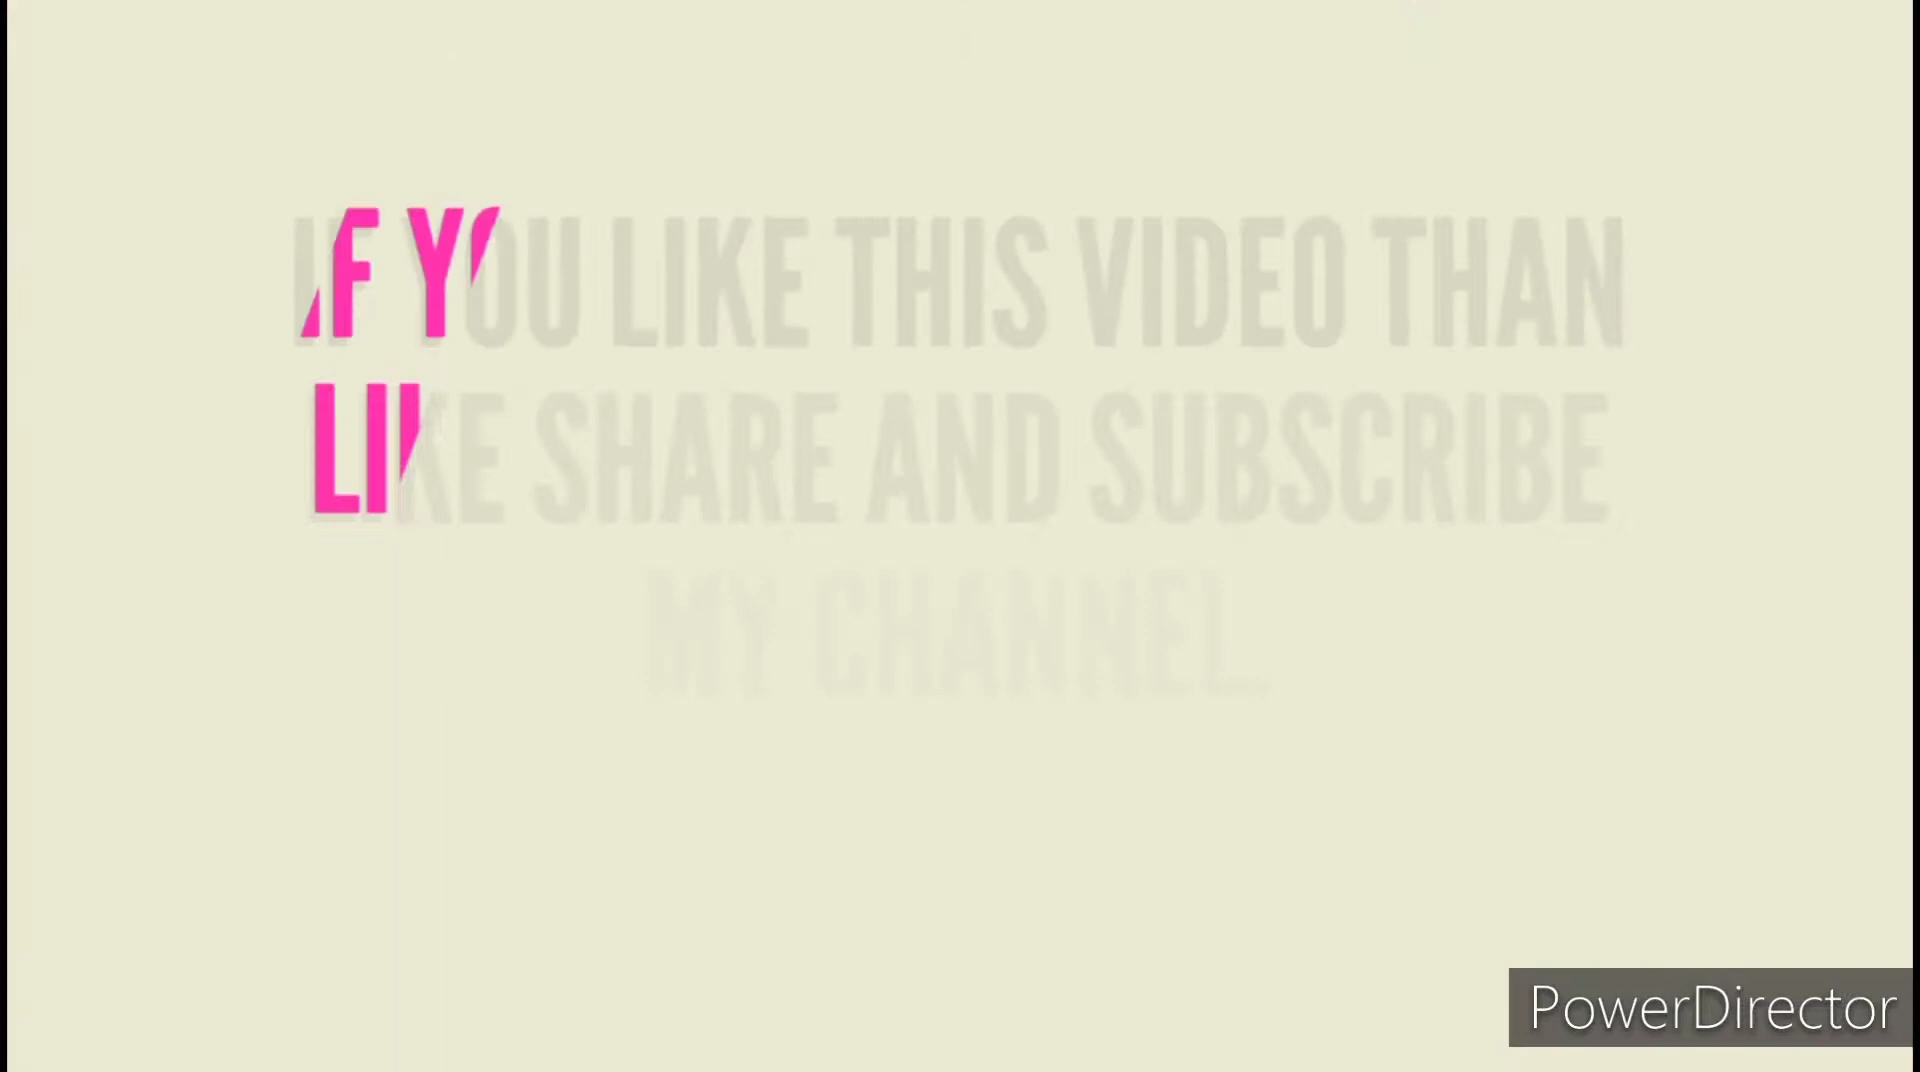 IF YOU LIKE THIS VIDEO THAN
LIKE SHARE AND SUBSCRIBE
MY CHANNEL.
PowerDirector